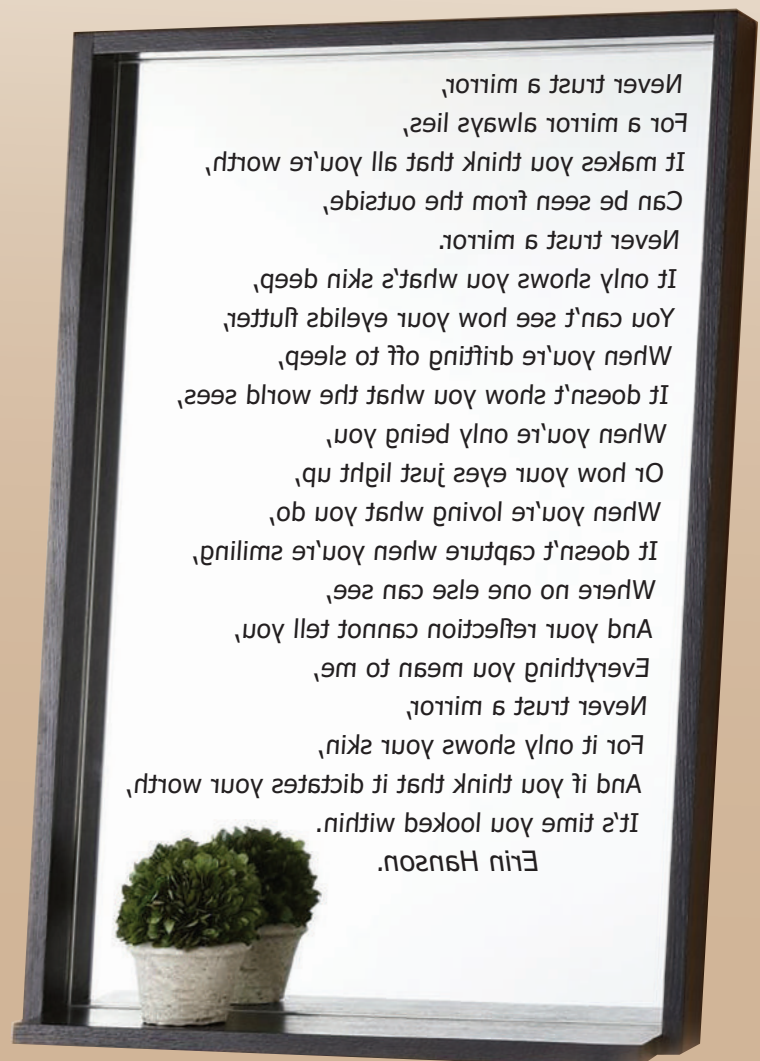 Never trust a mirror,
For a mirror always lies,
It makes you think that all you're worth,
Can be seen from the outside,
Never trust a mirror.
It only shows you what's skin deep,
You can't see how your eyelids flutter,
When you're drifting off to sleep,
It doesn't show you what the world sees,
When you're only being you,
Or how your eyes just light up,
When you're loving what you do,
It doesn't capture when you're smiling,
Where no one else can see,
And your reflection cannot tell you,
Everything you mean to me,
Never trust a mirror,
For it only shows your skin,
And if you think that it dictates your worth,
It's time you looked within.
Erin Hanson.